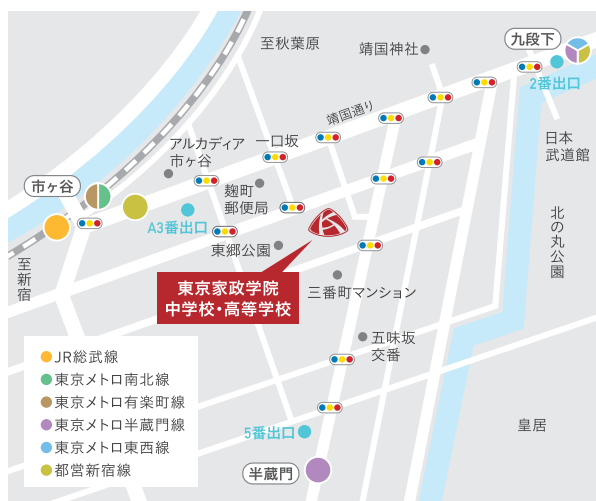 至秋葉原
靖国神社
九段下
2番出口
靖国通り
日本
武道館
アルカディア
市ヶ谷
一口坂
市ヶ谷
麹町
郵便局
A3番出口
北の丸公園
東郷公園
至新宿
東京家政学院
中学校・高等学校
三番町マンション
五味坂
交番
JR総武線
東京メトロ南北線
東京メトロ有楽町線
東京メトロ半蔵門線
東京メトロ東西線
都営新宿線
5番出口
皇居
半蔵門